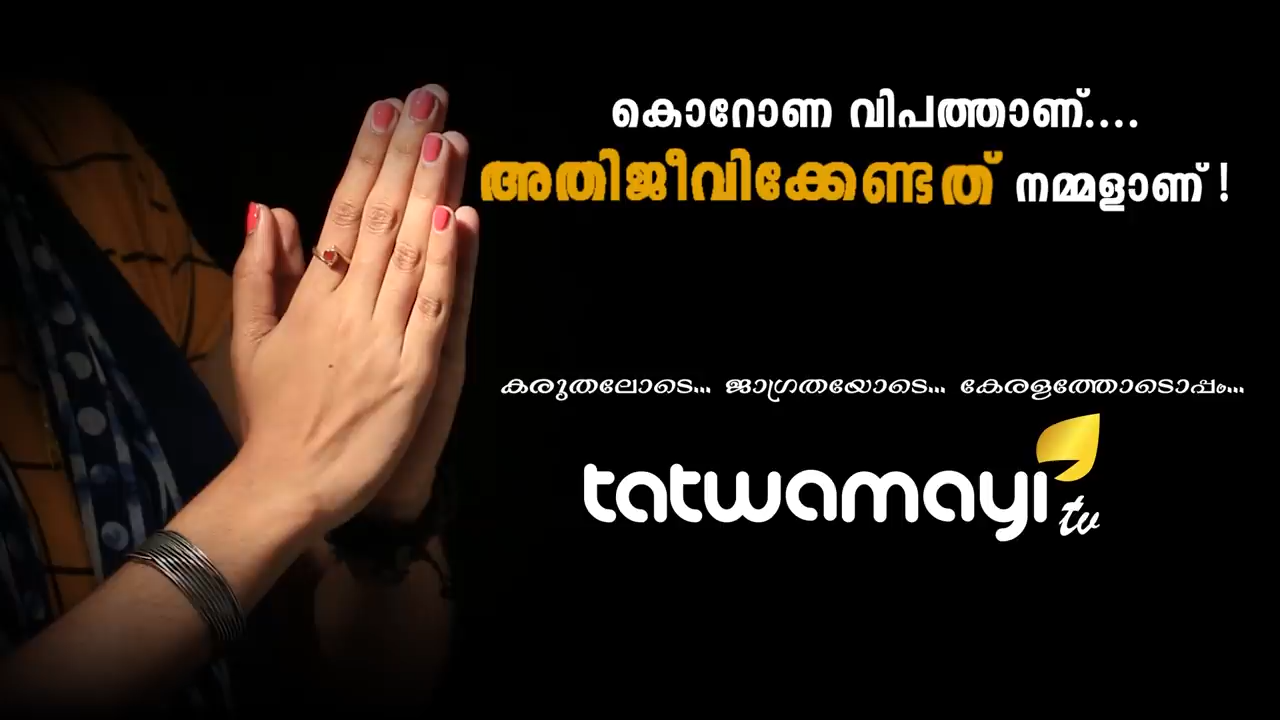 കൊറോണ വിപത്താണ്....
അതിജീവിക്കേണ്ടത് നമ്മളാണ് !
കരുതലോടെ... ജാഗ്രതയോടെ... കേരളത്തോടൊപ്പം...
tatwamayi
tv